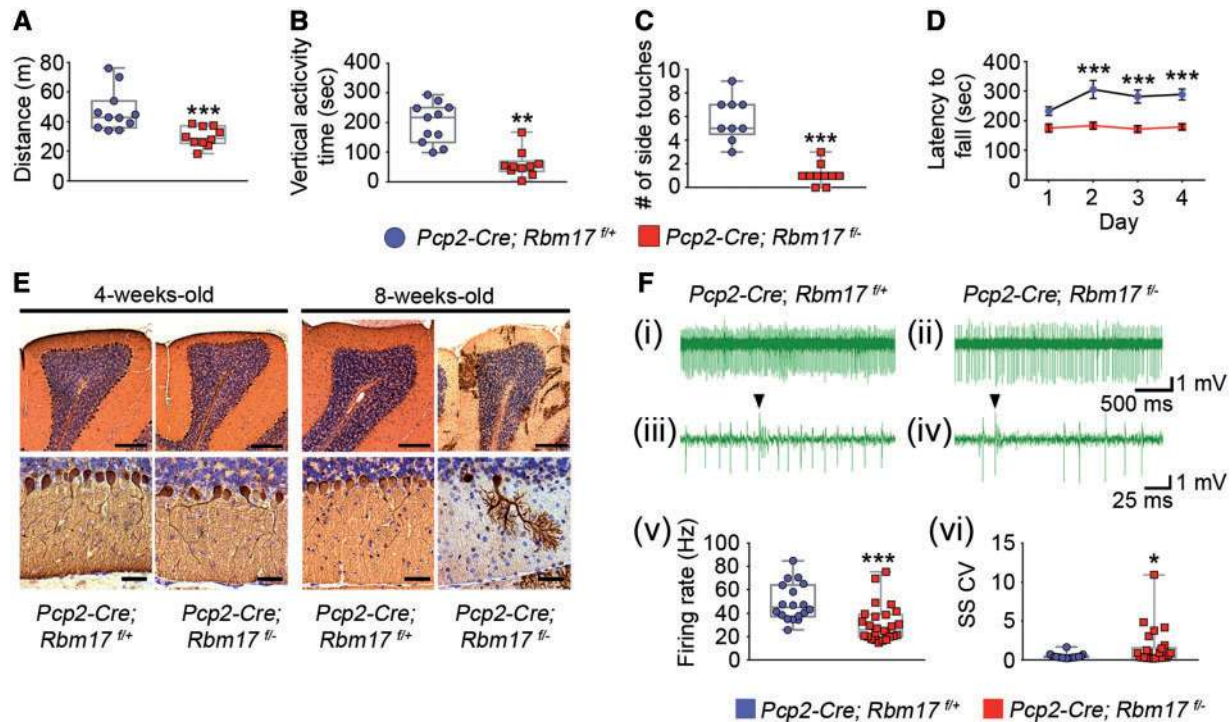 A
Distance (m)
80
60
40
20
0
***
B
Vertical acticvity
time (sec)
400
300
200
100
0
**
C
# of side touches
10
8
6
4
2
0
***
D
Latency to
fall (sec)
400
300
200
100
0
*** *** ***
1 2 3 4
Day
Pcp2-Cre; Rbm17 f/+ Pcp2-Cre; Rbm17 f/-
E
4-weeks-old 8-weeks-old
Pcp2-Cre; Pcp2-Cre; Pcp2-Cre; Pcp2-Cre;
Rbm17 f/+ Rbm17 f/- Rbm17 f/+ Rbm17 f/-
F
Pcp2-Cre; Rbm17 f/+ Pcp2-Cre; Rbm17 f/-
(i) (ii)
1 mV
500 ms
(iii) (iv)
1 mV
25 ms
(v)
Firing rate (Hz)
100
80
60
40
20
0
***
(vi)
SS CV
15
10
5
0
*
Pcp2-Cre; Rbm17 f/+ Pcp2-Cre; Rbm17 f/-